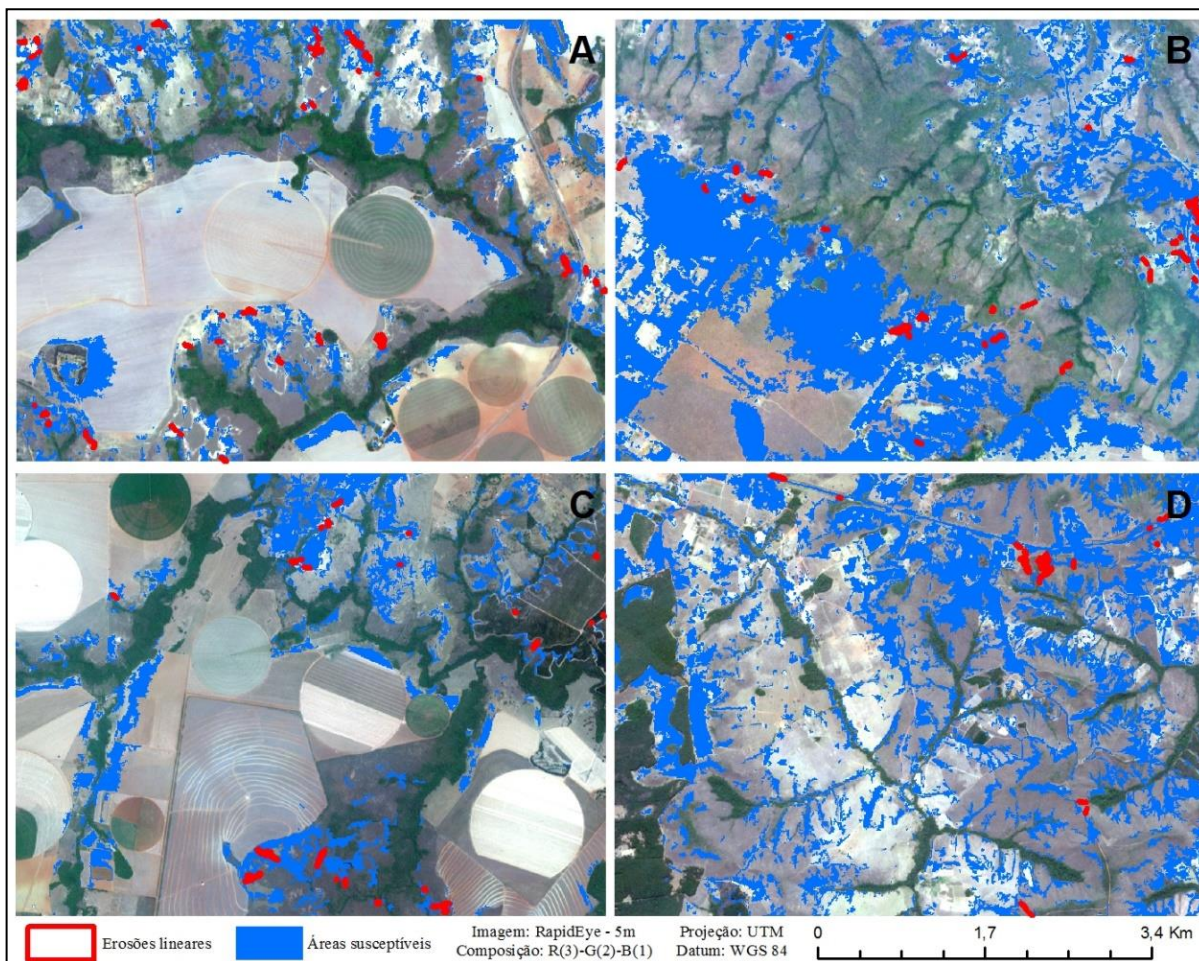 A
B
C
D
Erosões lineares
Áreas susceptíveis
Imagem: RapidEye - 5m
Composição: R(3)-G(2)-B(1)
Projeção: UTM
Datum: WGS 84
0 1,7 3,4 Km